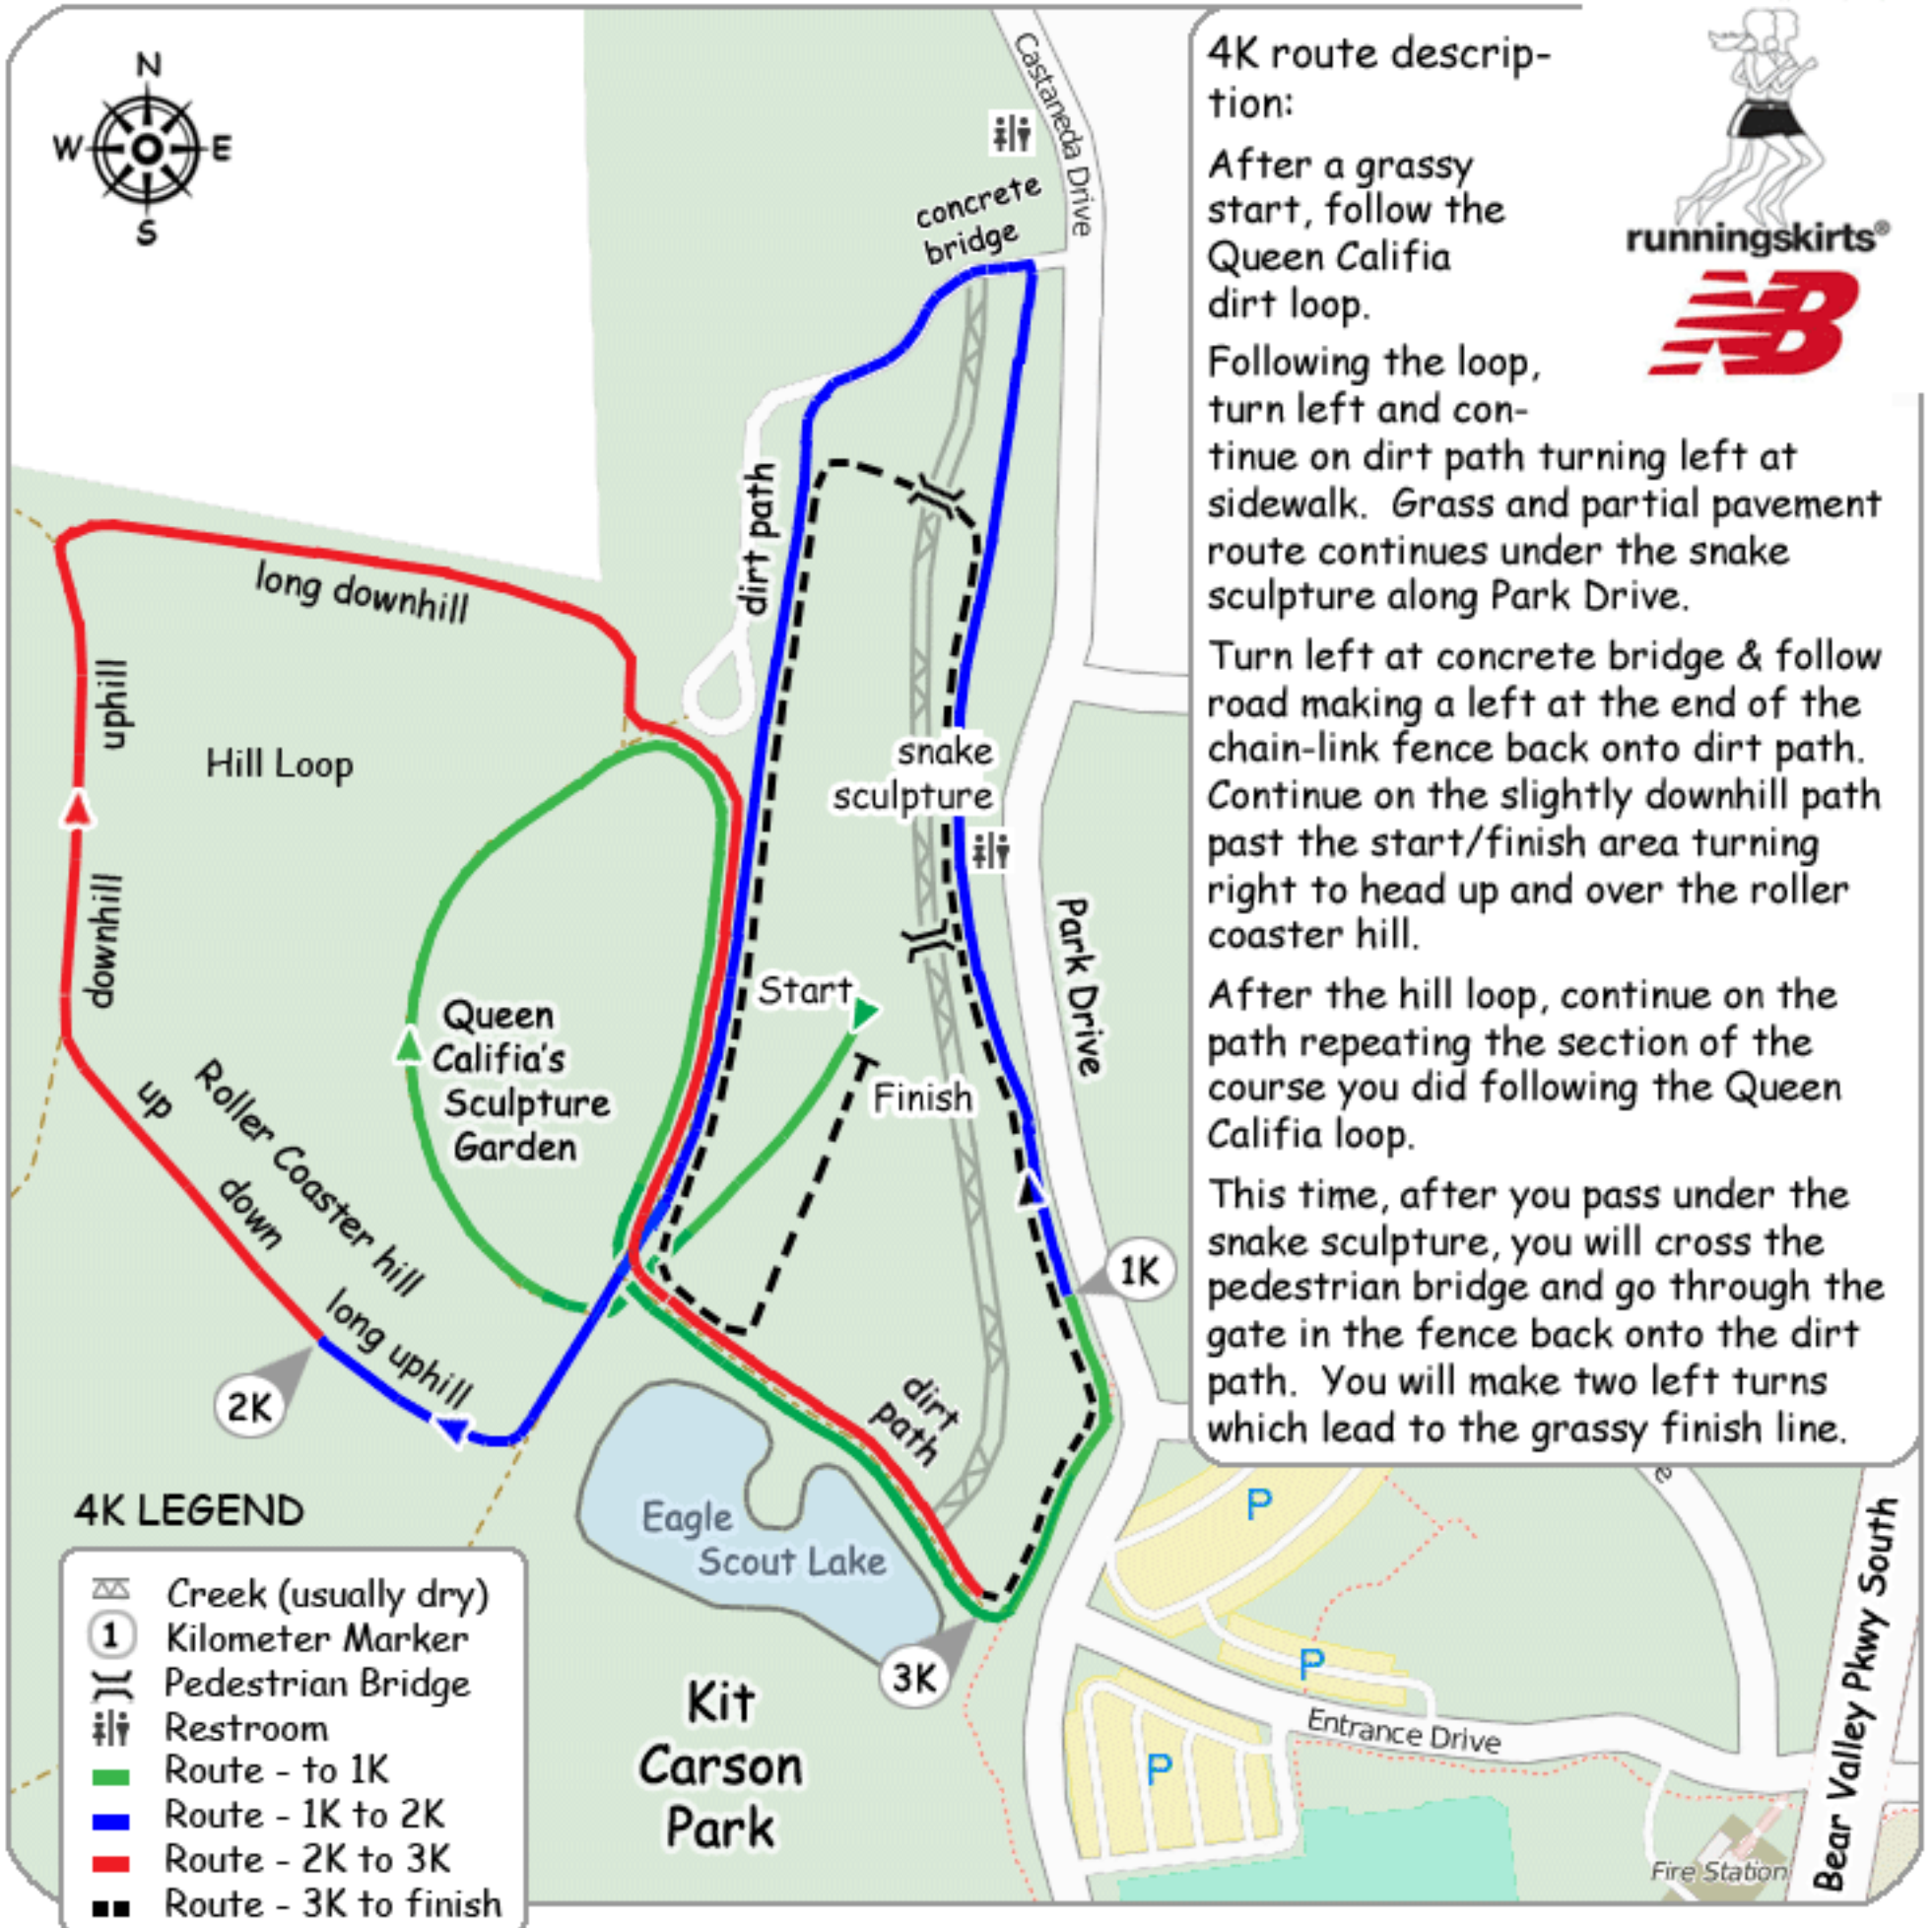 N
W E
S
Castaneda Drive
concrete
bridge
dirt path
long downhill
uphill
Hill Loop
downhill
snake
sculpture
Park Drive
Start
Finish
Queen
Califia's
Sculpture
Garden
up
Roller Coaster hill
down
long uphill
1K
2K
dirt
path
Eagle
Scout Lake
3K
Kit
Carson
Park
P
P
P
Entrance Drive
Bear Valley Pkwy South
Fire Station
4K LEGEND
Creek (usually dry)
1 Kilometer Marker
Pedestrian Bridge
Restroom
Route - to 1K
Route - 1K to 2K
Route - 2K to 3K
Route - 3K to finish
4K route descrip-
tion:
After a grassy
start, follow the
Queen Califia
dirt loop.
Following the loop,
turn left and con-
tinue on dirt path turning left at
sidewalk. Grass and partial pavement
route continues under the snake
sculpture along Park Drive.
Turn left at concrete bridge & follow
road making a left at the end of the
chain-link fence back onto dirt path.
Continue on the slightly downhill path
past the start/finish area turning
right to head up and over the roller
coaster hill.
After the hill loop, continue on the
path repeating the section of the
course you did following the Queen
Califia loop.
This time, after you pass under the
snake sculpture, you will cross the
pedestrian bridge and go through the
gate in the fence back onto the dirt
path. You will make two left turns
which lead to the grassy finish line.
runningskirts®
NB